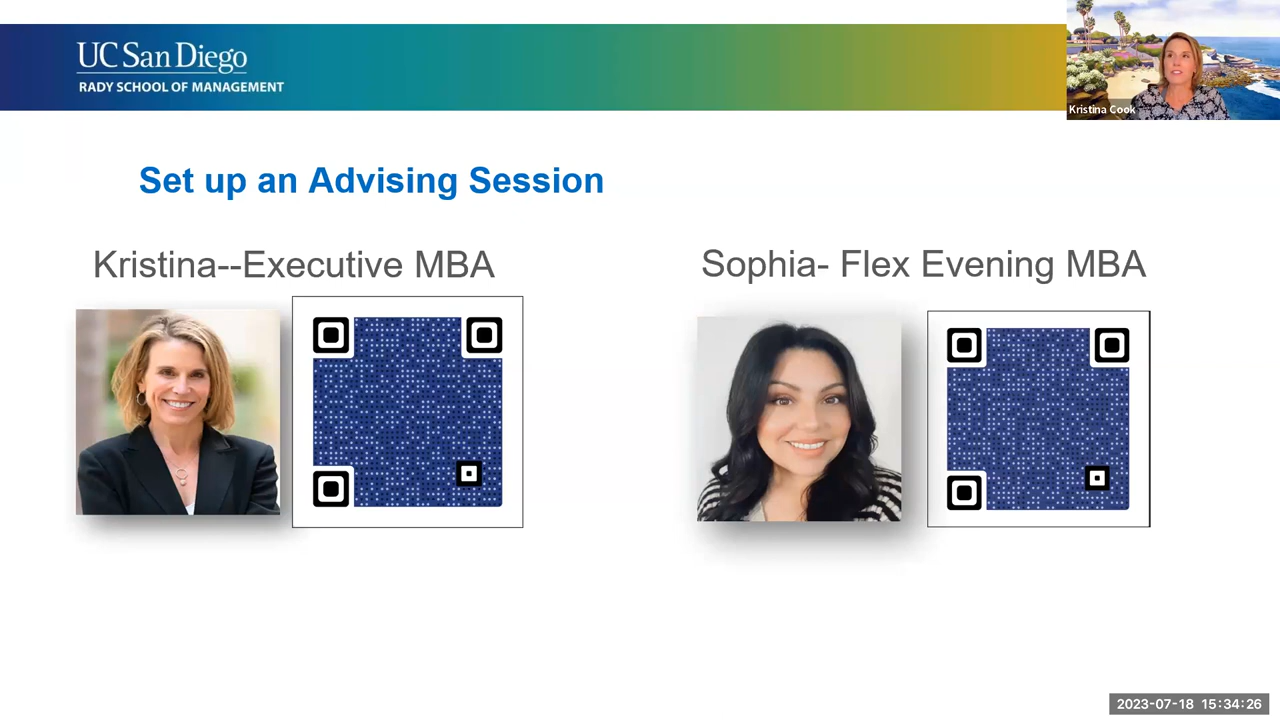 UC San Diego
RADY SCHOOL OF MANAGEMENT
Kristina Cook
Set up an Advising Session
Kristina--Executive MBA
Sophia- Flex Evening MBA
2023-07-18 15:34:26